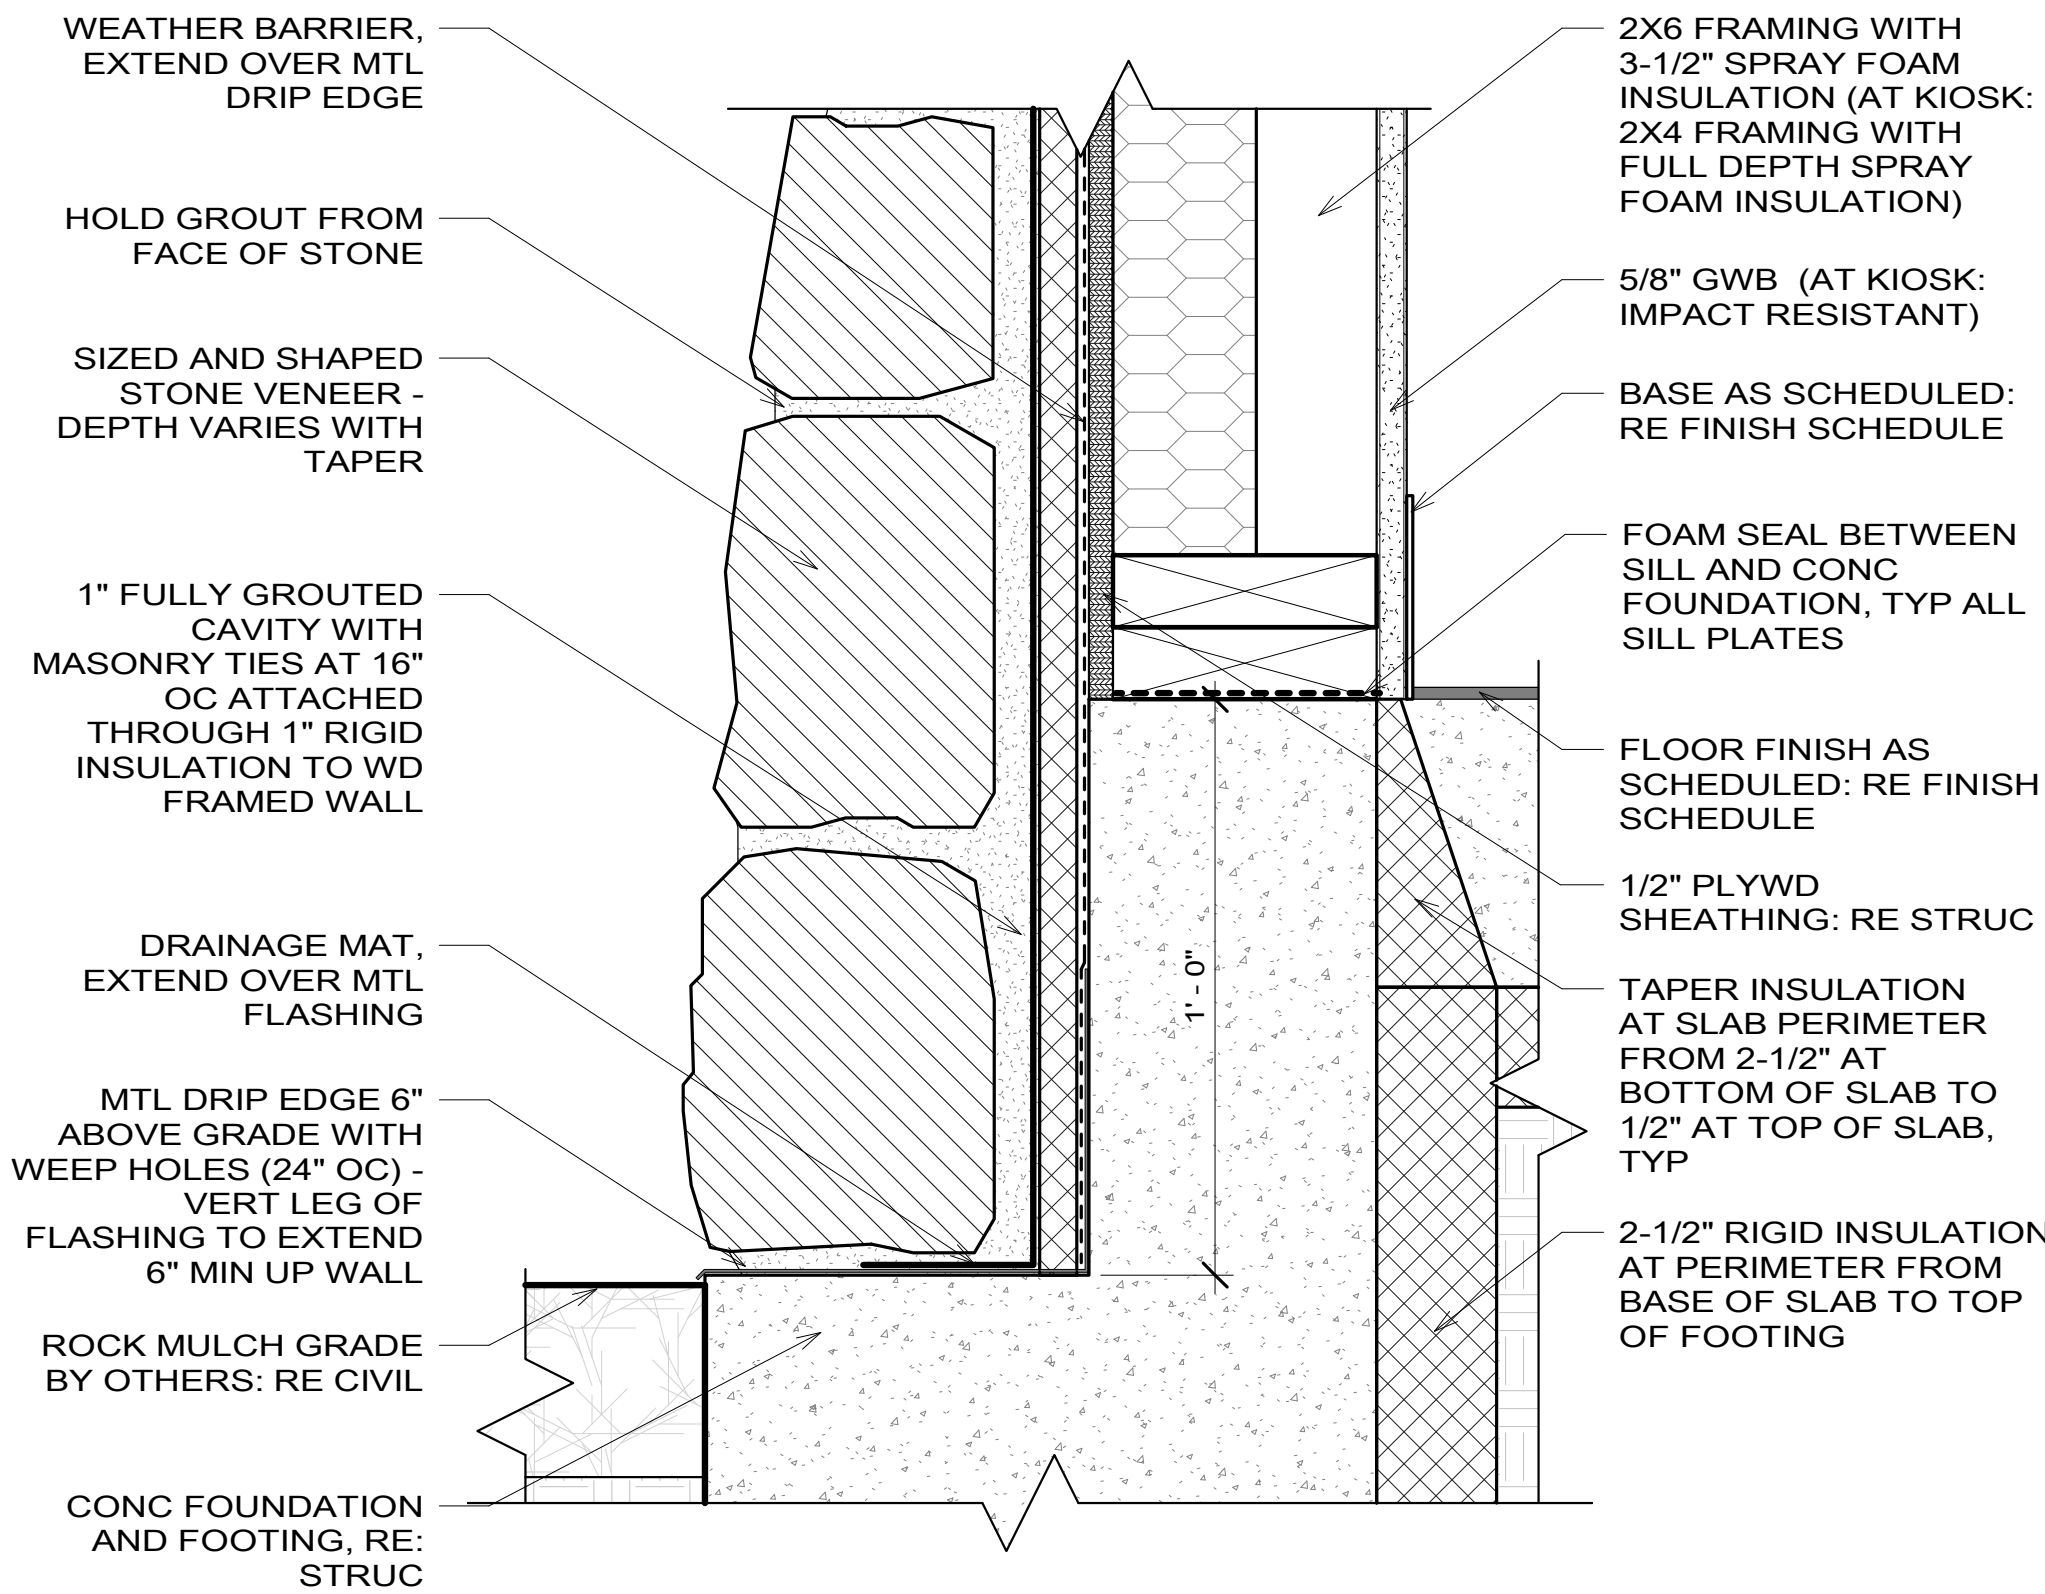 WEATHER BARRIER,
EXTEND OVER MTL
DRIP EDGE
HOLD GROUT FROM
FACE OF STONE
SIZED AND SHAPED
STONE VENEER -
DEPTH VARIES WITH
TAPER
1" FULLY GROUTED
CAVITY WITH
MASONRY TIES AT 16"
OC ATTACHED
THROUGH 1" RIGID
INSULATION TO WD
FRAMED WALL
DRAINAGE MAT,
EXTEND OVER MTL
FLASHING
MTL DRIP EDGE 6"
ABOVE GRADE WITH
WEEP HOLES (24" OC) -
VERT LEG OF
FLASHING TO EXTEND
6" MIN UP WALL
ROCK MULCH GRADE
BY OTHERS: RE CIVIL
CONC FOUNDATION
AND FOOTING, RE:
STRUC
1' - 0"
2X6 FRAMING WITH
3-1/2" SPRAY FOAM
INSULATION (AT KIOSK:
2X4 FRAMING WITH
FULL DEPTH SPRAY
FOAM INSULATION)
5/8" GWB (AT KIOSK:
IMPACT RESISTANT)
BASE AS SCHEDULED:
RE FINISH SCHEDULE
FOAM SEAL BETWEEN
SILL AND CONC
FOUNDATION, TYP ALL
SILL PLATES
FLOOR FINISH AS
SCHEDULED: RE FINISH
SCHEDULE
1/2" PLYWD
SHEATHING: RE STRUC
TAPER INSULATION
AT SLAB PERIMETER
FROM 2-1/2" AT
BOTTOM OF SLAB TO
1/2" AT TOP OF SLAB,
TYP
2-1/2" RIGID INSULATION
AT PERIMETER FROM
BASE OF SLAB TO TOP
OF FOOTING